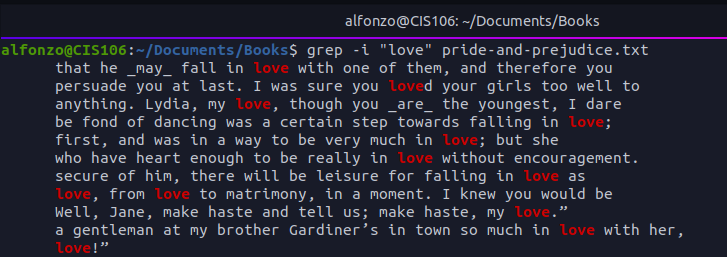 alfonzo@CIS106: ~/Documents/Books
alfonzo@CIS106:~/Documents/Books$ grep -i "love" pride-and-prejudice.txt
that he _may_ fall in love with one of them, and therefore you
persuade you at last. I was sure you loved your girls too well to
anything. Lydia, my love, though you _are_ the youngest, I dare
be fond of dancing was a certain step towards falling in love;
first, and was in a way to be very much in love; but she
who have heart enough to be really in love without encouragement.
secure of him, there will be leisure for falling in love as
love, from love to matrimony, in a moment. I knew you would be
Well, Jane, make haste and tell us; make haste, my love.”
a gentleman at my brother Gardiner’s in town so much in love with her,
love!”